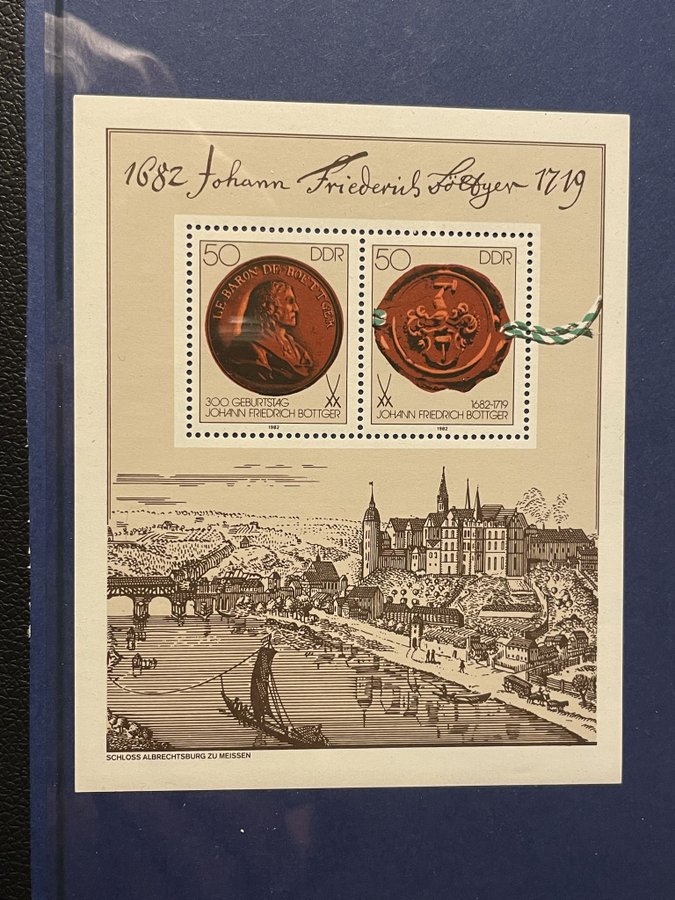 1682 Johann Friederich Böttger 1719
50 DDR
LE BARON DE BOETTGER
300 GEBURTSTAG
JOHANN FRIEDRICH BÖTTGER
1982
50 DDR
1682-1719
JOHANN FRIEDRICH BÖTTGER
1982
SCHLOSS ALBRECHTSBURG ZU MEISSEN